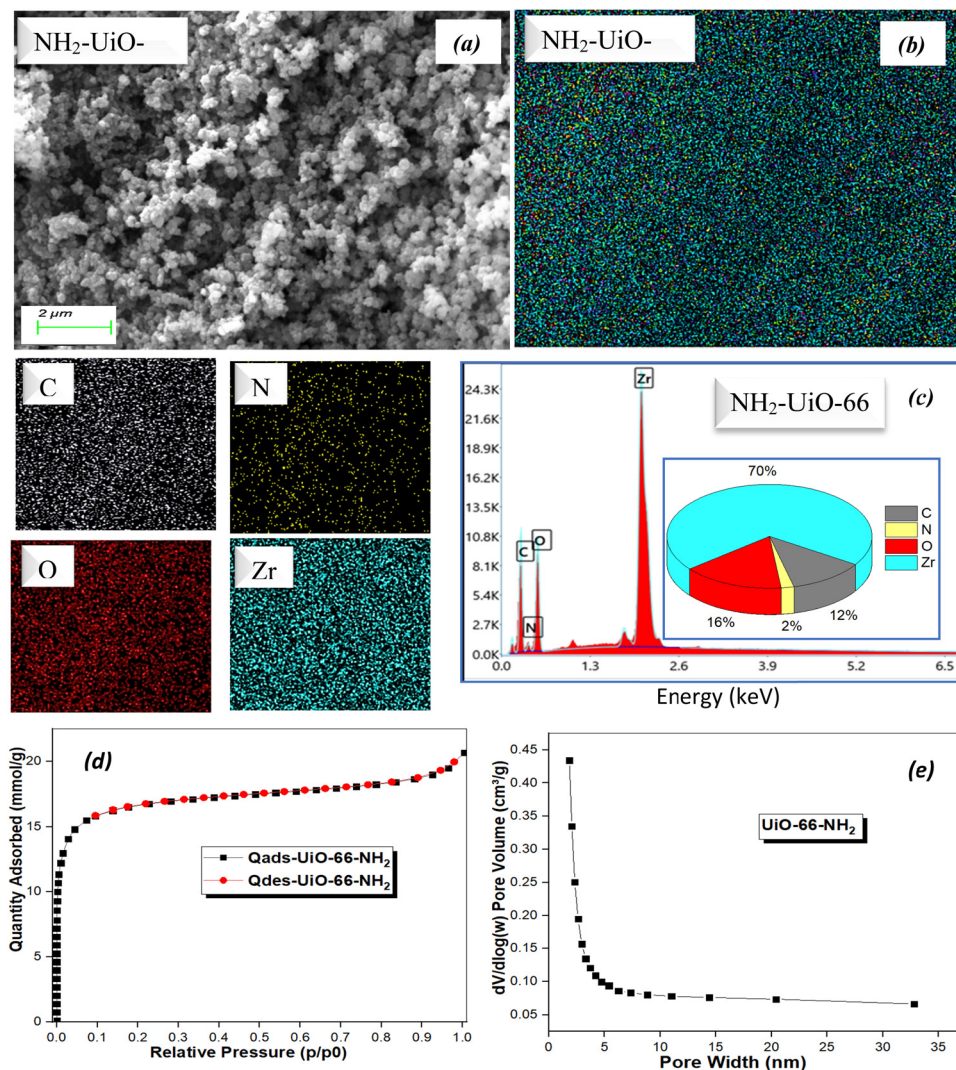 NH₂-UiO-
(a)
2 µm
NH₂-UiO-
(b)
C
N
O
Zr
24.3K
21.6K
18.9K
16.2K
13.5K
10.8K
8.1K
5.4K
2.7K
0.0K
Zr
C
O
N
NH₂-UiO-66
(c)
70%
16%
2%
12%
C
N
O
Zr
0.0
1.3
2.6
3.9
5.2
6.5
Energy (keV)
(d)
Quantity Adsorbed (mmol/g)
20
15
10
5
0
Qads-UiO-66-NH₂
Qdes-UiO-66-NH₂
0.0 0.1 0.2 0.3 0.4 0.5 0.6 0.7 0.8 0.9 1.0
Relative Pressure (p/p0)
(e)
dV/dlog(w) Pore Volume (cm³/g)
0.45
0.40
0.35
0.30
0.25
0.20
0.15
0.10
0.05
UiO-66-NH₂
0 5 10 15 20 25 30 35
Pore Width (nm)